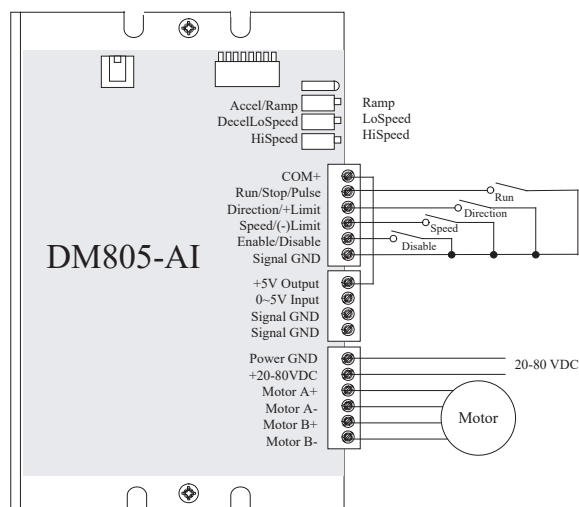 Accel/Ramp
Ramp
DecelLoSpeed
LoSpeed
HiSpeed
HiSpeed
COM+
Run/Stop/Pulse
Run
Direction/+Limit
Direction
Speed/(-)Limit
Speed
Enable/Disable
Disable
Signal GND
DM805-AI
+5V Output
0~5V Input
Signal GND
Signal GND
Power GND
20-80 VDC
+20-80VDC
Motor A+
Motor A-
Motor
Motor B+
Motor B-